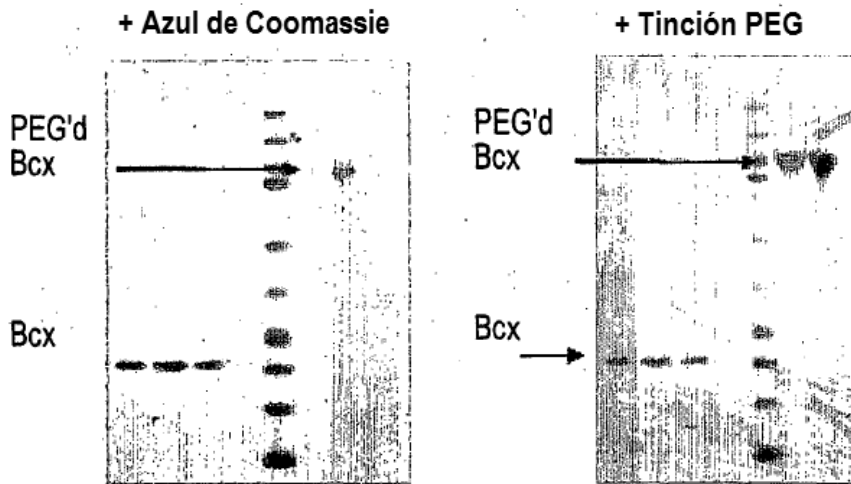 + Azul de Coomassie
PEG'd
Bcx
Bcx
+ Tinción PEG
PEG'd
Bcx
Bcx